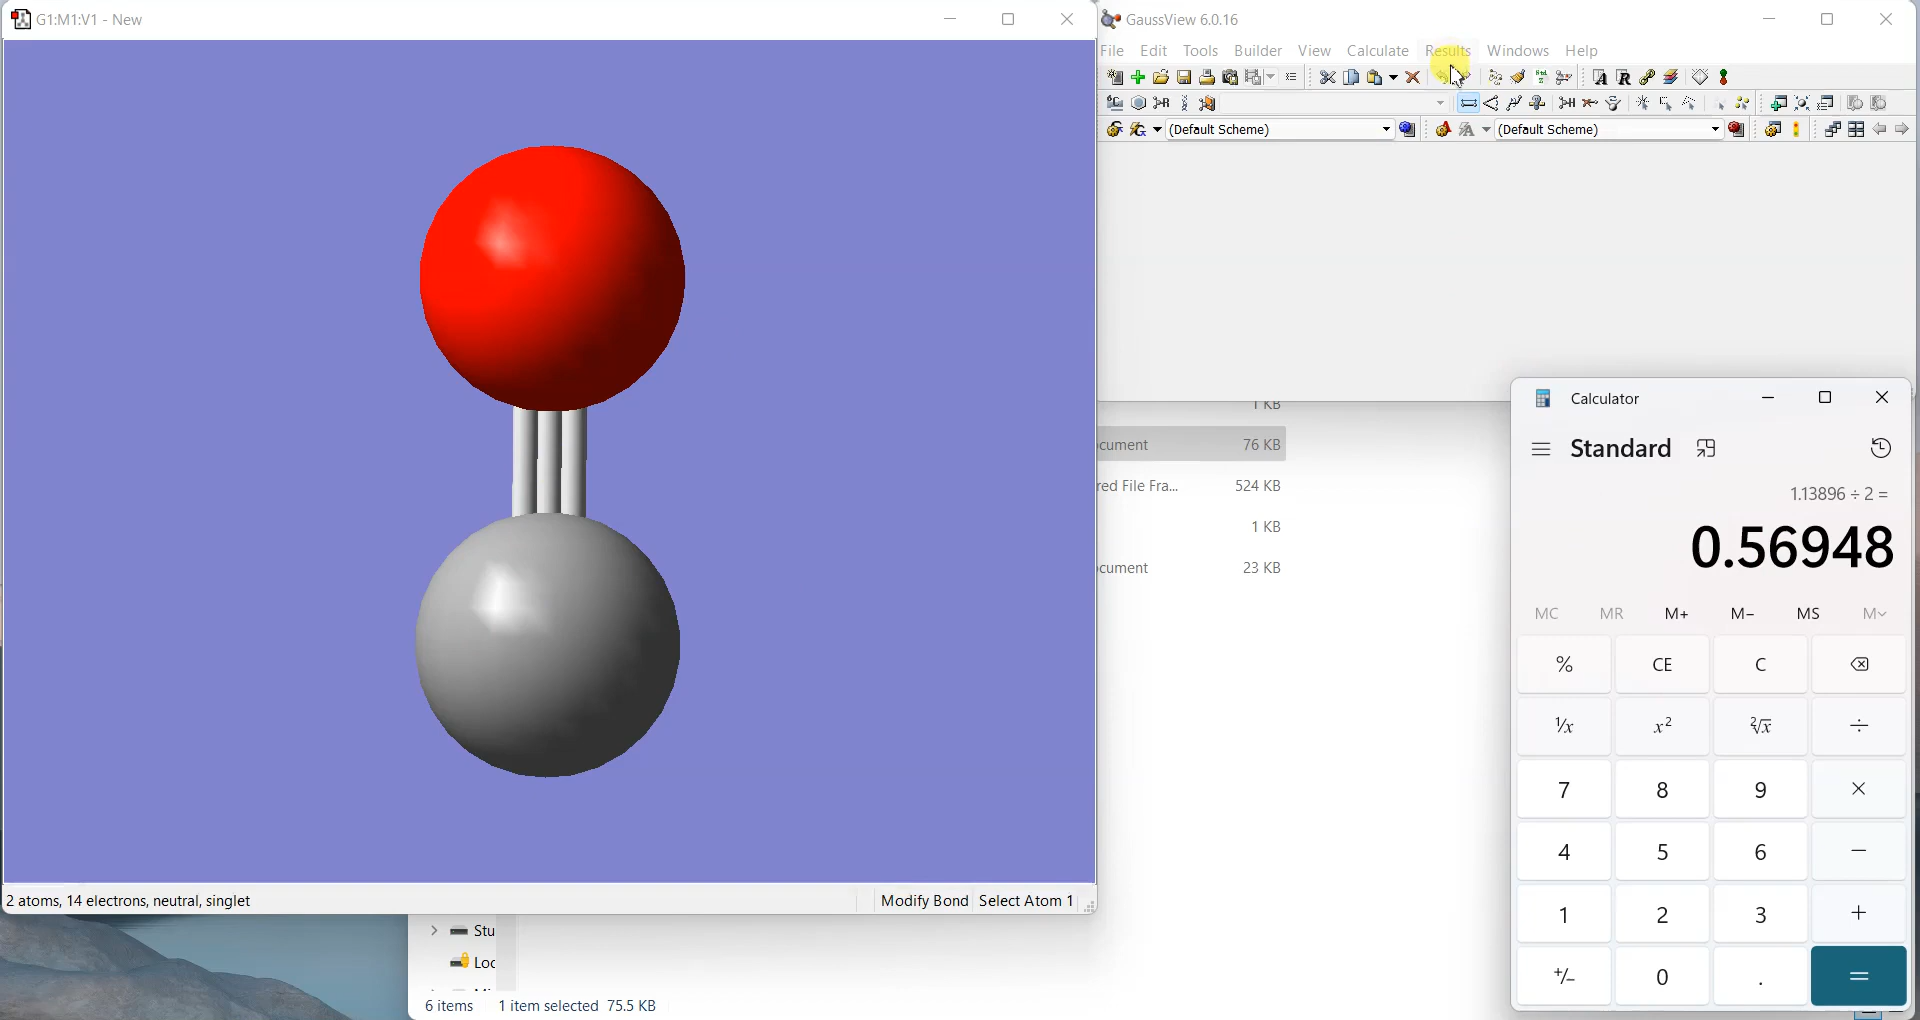 G1:M1:V1 - New
GaussView 6.0.16
File Edit Tools Builder View Calculate Results Windows Help
(Default Scheme) (Default Scheme)
1 KB
cument 76 KB
red File Fra... 524 KB
1 KB
cument 23 KB
Calculator
Standard
1.13896 ÷ 2 =
0.56948
MC MR M+ M− MS M
% CE C
1/x x² ²√x ÷
7 8 9 ×
4 5 6 −
1 2 3 +
+/− 0 . =
2 atoms, 14 electrons, neutral, singlet Modify Bond Select Atom 1
Stu
Loc
6 items 1 item selected 75.5 KB